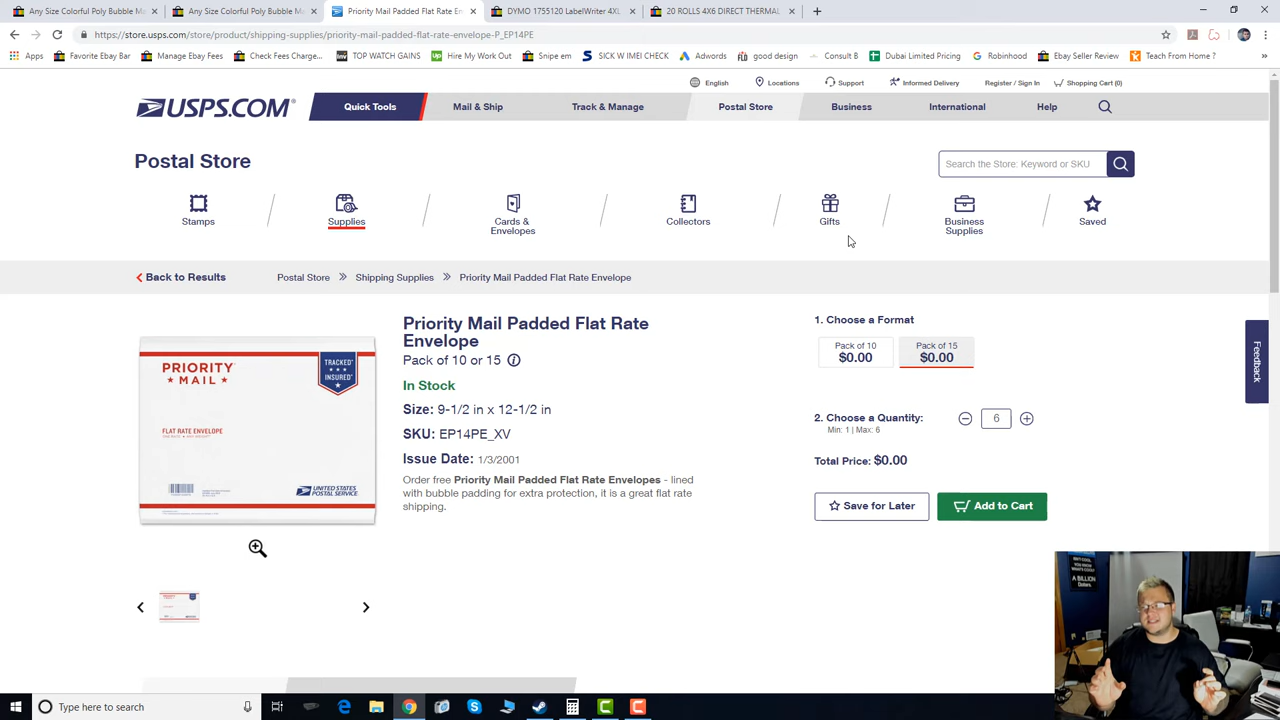 Any Size Colorful Poly Bubble Ma
Any Size Colorful Poly Bubble M
Priority Mail Padded Flat Rate En
DYMO 1755120 LabelWriter 4XL
20 ROLLS 4X6 DIRECT THERMAL
https://store.usps.com/store/product/shipping-supplies/priority-mail-padded-flat-rate-envelope-P_EP14PE
Apps
Favorite Ebay Bar
Manage Ebay Fees
Check Fees Charge...
TOP WATCH GAINS
Hire My Work Out
Snipe em
SICK W IMEI CHECK
Adwords
good design
Consult B
Dubai Limited Pricing
Robinhood
Ebay Seller Review
Teach From Home ?
English
Locations
Support
Informed Delivery
Register / Sign In
Shopping Cart (0)
USPS.COM
Quick Tools
Mail & Ship
Track & Manage
Postal Store
Business
International
Help
Postal Store
Search the Store: Keyword or SKU
Stamps
Supplies
Cards &
Envelopes
Collectors
Gifts
Business
Supplies
Saved
Back to Results
Postal Store
Shipping Supplies
Priority Mail Padded Flat Rate Envelope
Priority Mail Padded Flat Rate
Envelope
Pack of 10 or 15
In Stock
Size: 9-1/2 in x 12-1/2 in
SKU: EP14PE_XV
Issue Date: 1/3/2001
Order free Priority Mail Padded Flat Rate Envelopes - lined
with bubble padding for extra protection, it is a great flat rate
shipping.
1. Choose a Format
Pack of 10
$0.00
Pack of 15
$0.00
2. Choose a Quantity:
Min: 1 | Max: 6
6
Total Price: $0.00
Save for Later
Add to Cart
Feedback
PRIORITY
MAIL
TRACKED
INSURED
FLAT RATE ENVELOPE
UNITED STATES
POSTAL SERVICE
YOU KNOW
WHAT'S COOL?
A BILLION
Dollars.
Type here to search